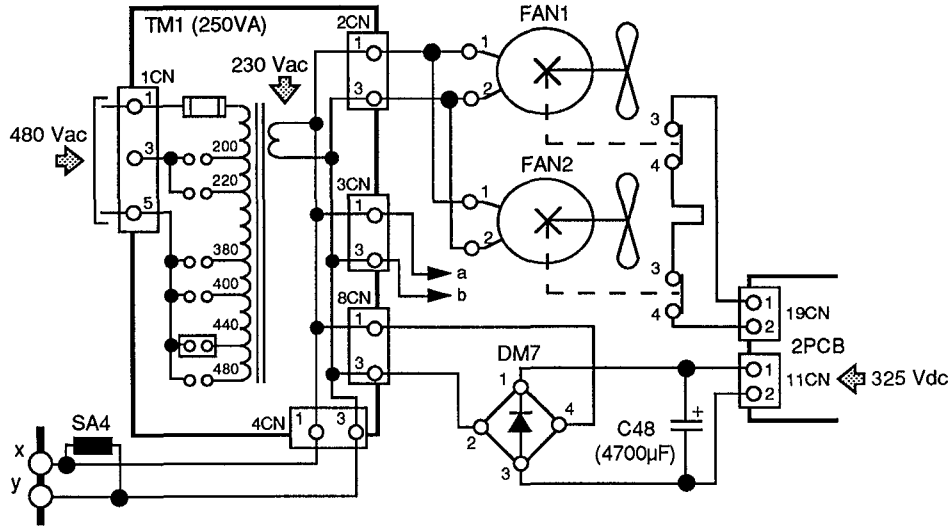 FAN1
TM1 (250VA)
2CN
1
1
230 Vac
1CN
3
2
1
3
480 Vac
200
4
3
FAN2
220
3CN
5
1
1
2
380
3
a
3
400
b
8CN
4
1
19CN
440
1
2
DM7
2PCB
480
3
1
1
11CN
325 Vdc
4CN
1
3
4
+
2
SA4
2
C48
x
(4700µF)
3
y